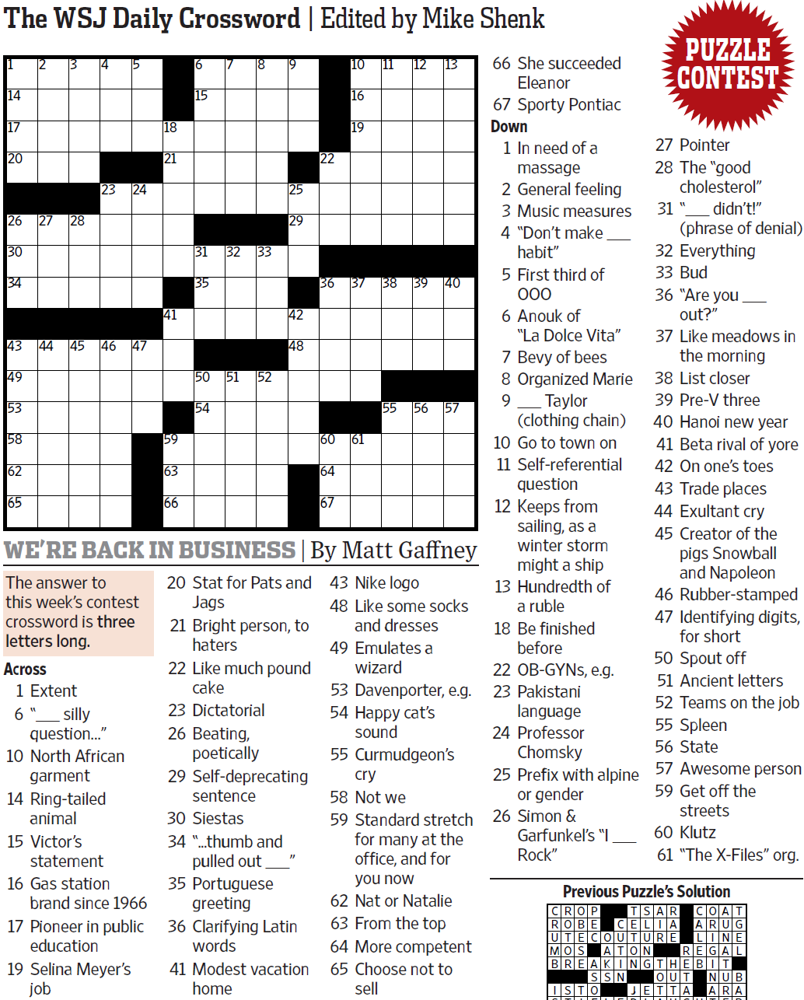 The WSJ Daily Crossword | Edited by Mike Shenk
PUZZLE
CONTEST
1 2 3 4 5 6 7 8 9 10 11 12 13
14 15 16
17 18 19
20 21 22
23 24 25
26 27 28 29
30 31 32 33
34 35 36 37 38 39 40
41 42
43 44 45 46 47 48
49 50 51 52
53 54 55 56 57
58 59 60 61
62 63 64
65 66 67
WE'RE BACK IN BUSINESS | By Matt Gaffney
The answer to
this week's contest
crossword is three
letters long.
Across
1 Extent
6 "___ silly
question..."
10 North African
garment
14 Ring-tailed
animal
15 Victor's
statement
16 Gas station
brand since 1966
17 Pioneer in public
education
19 Selina Meyer's
job
20 Stat for Pats and
Jags
21 Bright person, to
haters
22 Like much pound
cake
23 Dictatorial
26 Beating,
poetically
29 Self-deprecating
sentence
30 Siestas
34 "...thumb and
pulled out ___"
35 Portuguese
greeting
36 Clarifying Latin
words
41 Modest vacation
home
43 Nike logo
48 Like some socks
and dresses
49 Emulates a
wizard
53 Davenporter, e.g.
54 Happy cat's
sound
55 Curmudgeon's
cry
58 Not we
59 Standard stretch
for many at the
office, and for
you now
62 Nat or Natalie
63 From the top
64 More competent
65 Choose not to
sell
66 She succeeded
Eleanor
67 Sporty Pontiac
Down
1 In need of a
massage
2 General feeling
3 Music measures
4 "Don't make ___
habit"
5 First third of
OOO
6 Anouk of
"La Dolce Vita"
7 Bevy of bees
8 Organized Marie
9 ___ Taylor
(clothing chain)
10 Go to town on
11 Self-referential
question
12 Keeps from
sailing, as a
winter storm
might a ship
13 Hundredth of
a ruble
18 Be finished
before
22 OB-GYNs, e.g.
23 Pakistani
language
24 Professor
Chomsky
25 Prefix with alpine
or gender
26 Simon &
Garfunkel's "I ___
Rock"
27 Pointer
28 The "good
cholesterol"
31 "___ didn't!"
(phrase of denial)
32 Everything
33 Bud
36 "Are you ___
out?"
37 Like meadows in
the morning
38 List closer
39 Pre-V three
40 Hanoi new year
41 Beta rival of yore
42 On one's toes
43 Trade places
44 Exultant cry
45 Creator of the
pigs Snowball
and Napoleon
46 Rubber-stamped
47 Identifying digits,
for short
50 Spout off
51 Ancient letters
52 Teams on the job
55 Spleen
56 State
57 Awesome person
59 Get off the
streets
60 Klutz
61 "The X-Files" org.
Previous Puzzle's Solution
CROP TSAR COAT
ROBE CELIA ARUG
UTECOUTURE LINE
MOS ATON REGAL
BREAKINGTHEBIT
SSN OUT NUB
ISTO JETTA ARA